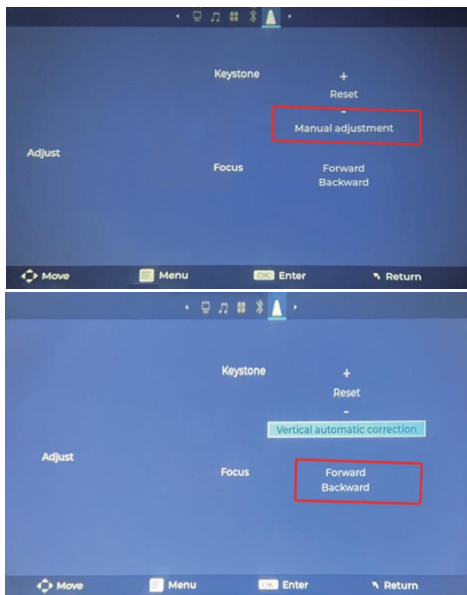 Keystone
+
Reset
-
Manual adjustment
Adjust
Focus
Forward
Backward
Move
Menu
OK Enter
Return
Keystone
+
Reset
-
Vertical automatic correction
Adjust
Focus
Forward
Backward
Move
Menu
OK Enter
Return